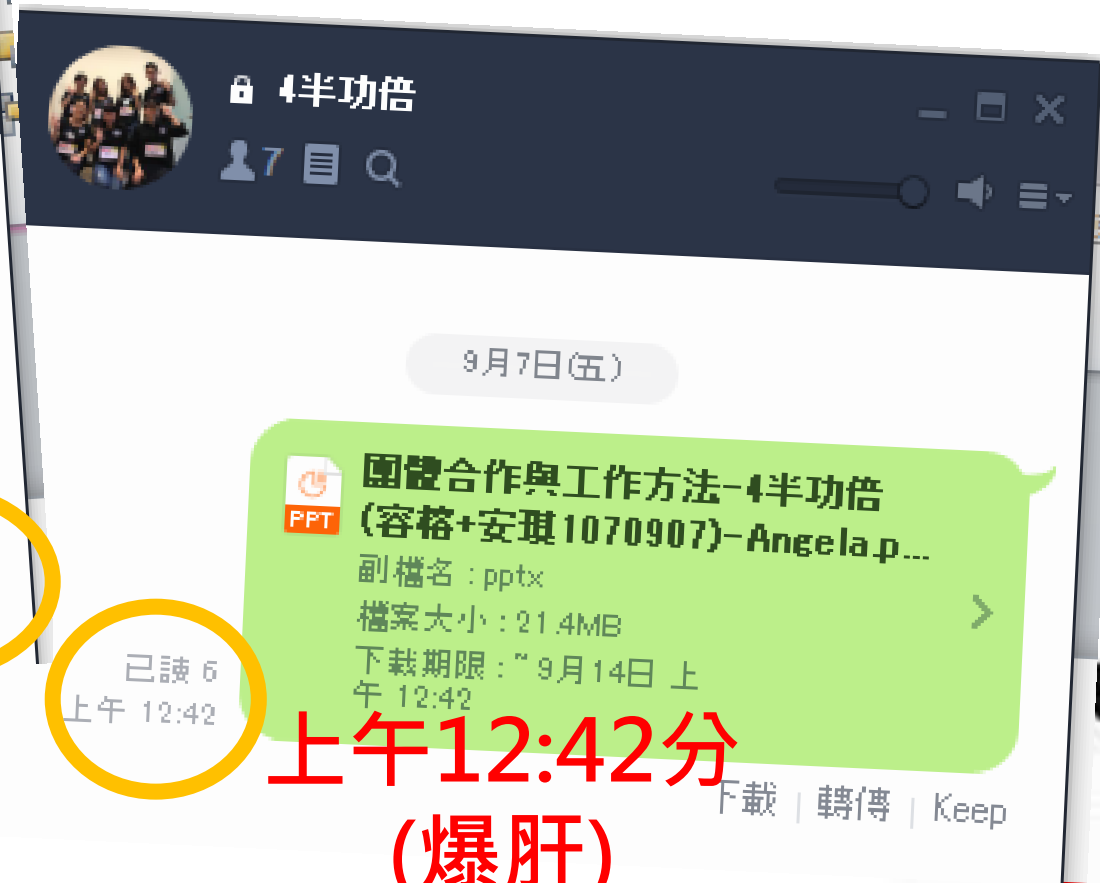 4半功倍
7
9月7日(五)
團體合作與工作方法-4半功倍
(容榕+安琪1070907)-Angela.p...
PPT
副檔名 : pptx
檔案大小 : 21.4MB
下載期限 : ~ 9月14日 上
午 12:42
已讀 6
上午 12:42
上午12:42分
(爆肝)
下載 | 轉傳 | Keep